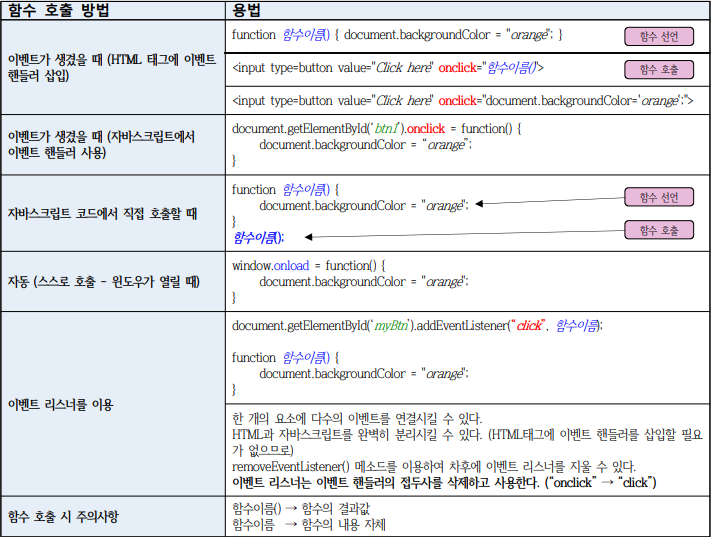 함수 호출 방법
용법
이벤트가 생겼을 때 (HTML 태그에 이벤트
핸들러 삽입)
function 함수이름() { document.backgroundColor = "orange"; }
함수 선언
<input type=button value="Click here" onclick="함수이름()">
함수 호출
<input type=button value="Click here" onclick="document.backgroundColor='orange';">
이벤트가 생겼을 때 (자바스크립트에서
이벤트 핸들러 사용)
document.getElementById('btn1').onclick = function() {
document.backgroundColor = "orange";
}
자바스크립트 코드에서 직접 호출할 때
function 함수이름() {
document.backgroundColor = "orange";
}
함수이름();
함수 선언
함수 호출
자동 (스스로 호출 - 윈도우가 열릴 때)
window.onload = function() {
document.backgroundColor = "orange";
}
이벤트 리스너를 이용
document.getElementById('myBtn').addEventListener("click", 함수이름);
function 함수이름() {
document.backgroundColor = "orange";
}
한 개의 요소에 다수의 이벤트를 연결시킬 수 있다.
HTML과 자바스크립트를 완벽히 분리시킬 수 있다. (HTML태그에 이벤트 핸들러를 삽입할 필요
가 없으므로)
removeEventListener() 메소드를 이용하여 차후에 이벤트 리스너를 지울 수 있다.
이벤트 리스너는 이벤트 핸들러의 접두사를 삭제하고 사용한다. ("onclick" → "click")
함수 호출 시 주의사항
함수이름() → 함수의 결과값
함수이름 → 함수의 내용 자체